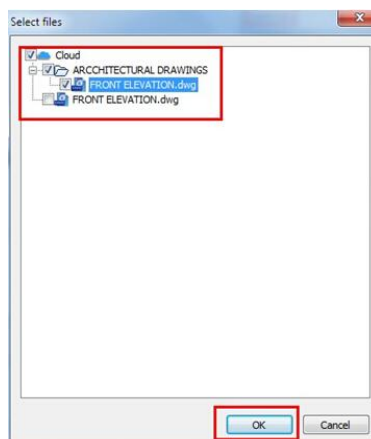 Select files
Cloud
ARCCHITECTURAL DRAWINGS
FRONT ELEVATION.dwg
FRONT ELEVATION.dwg
OK
Cancel